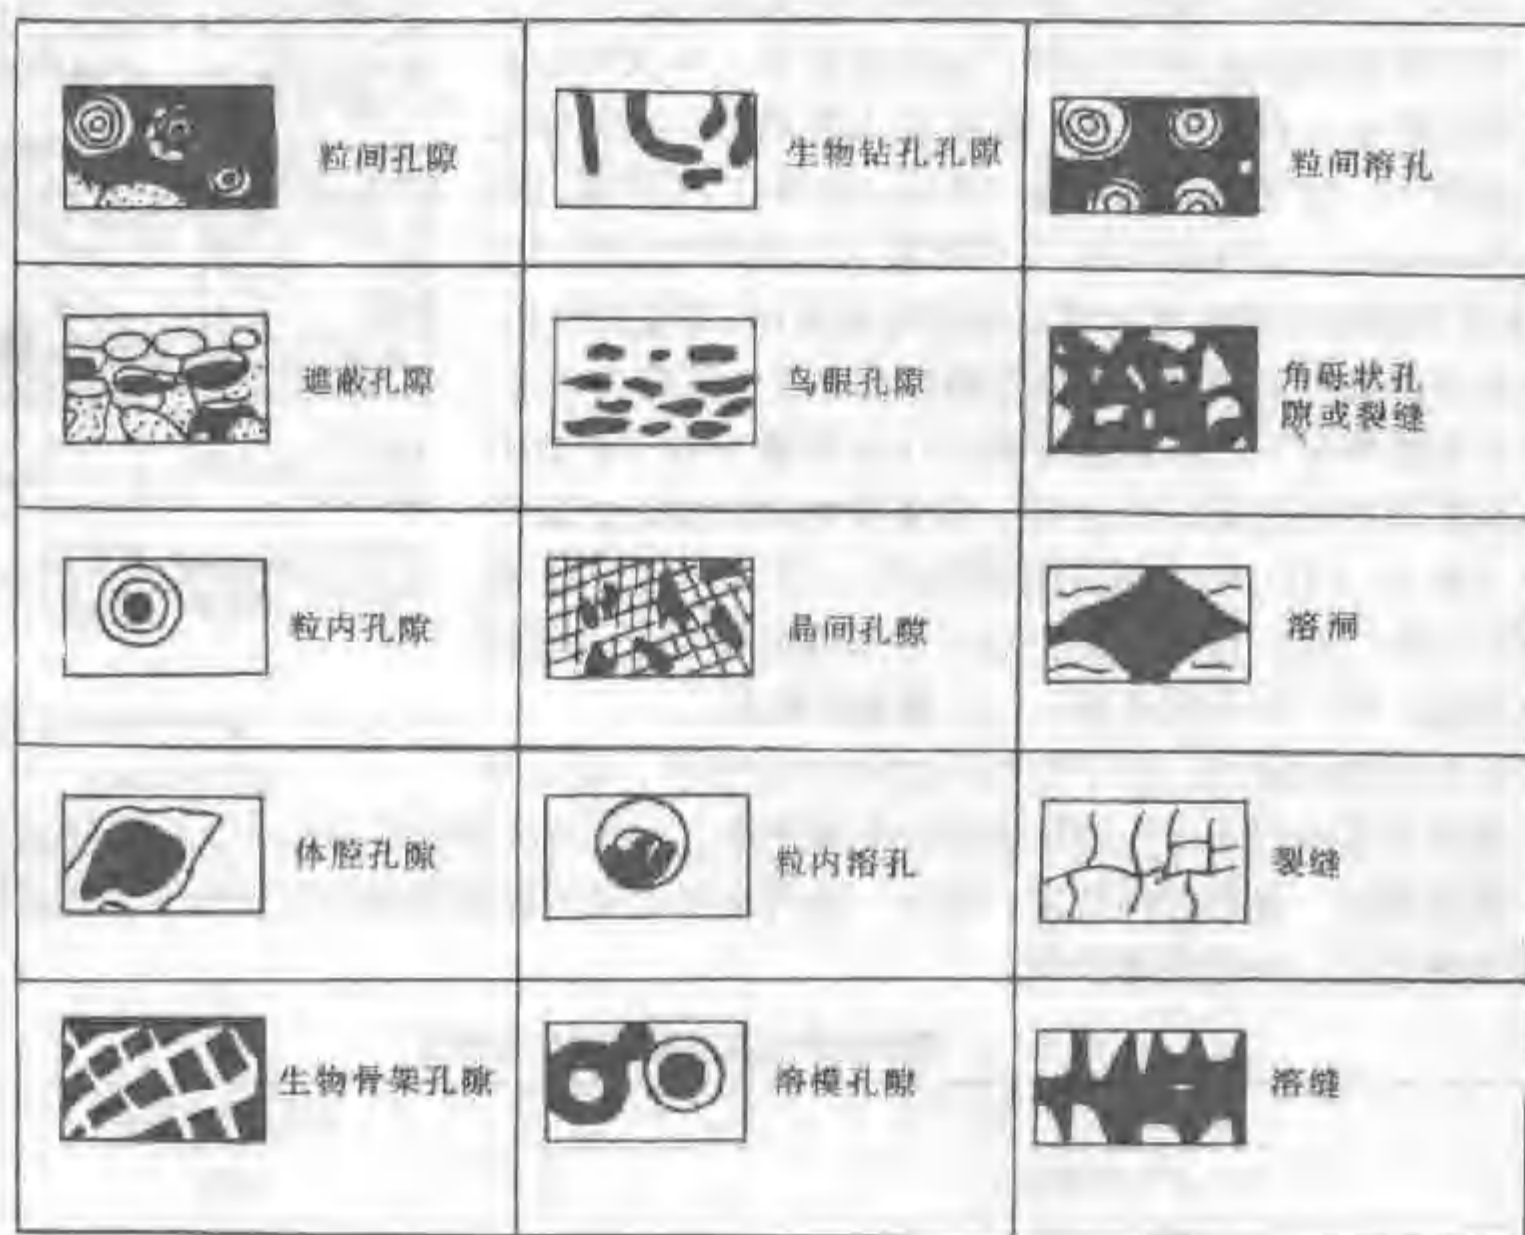 粒间孔隙
生物钻孔孔隙
粒间溶孔
遮蔽孔隙
鸟眼孔隙
角砾状孔
隙或裂缝
粒内孔隙
晶间孔隙
溶洞
体腔孔隙
粒内溶孔
裂缝
生物骨架孔隙
溶模孔隙
溶缝